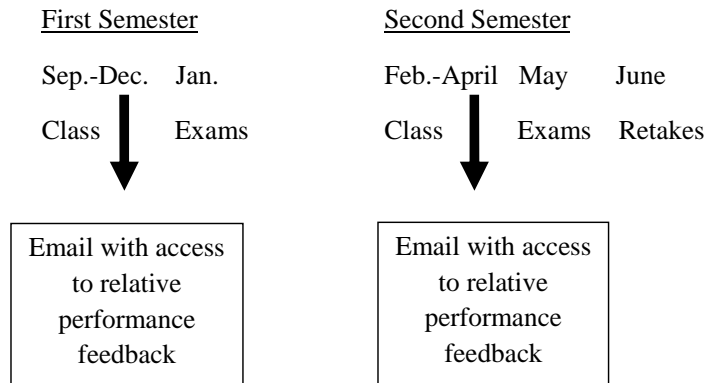 First Semester
Second Semester
Sep.-Dec. Jan.
Feb.-April May June
Class Exams
Class Exams Retakes
Email with access
to relative
performance
feedback
Email with access
to relative
performance
feedback